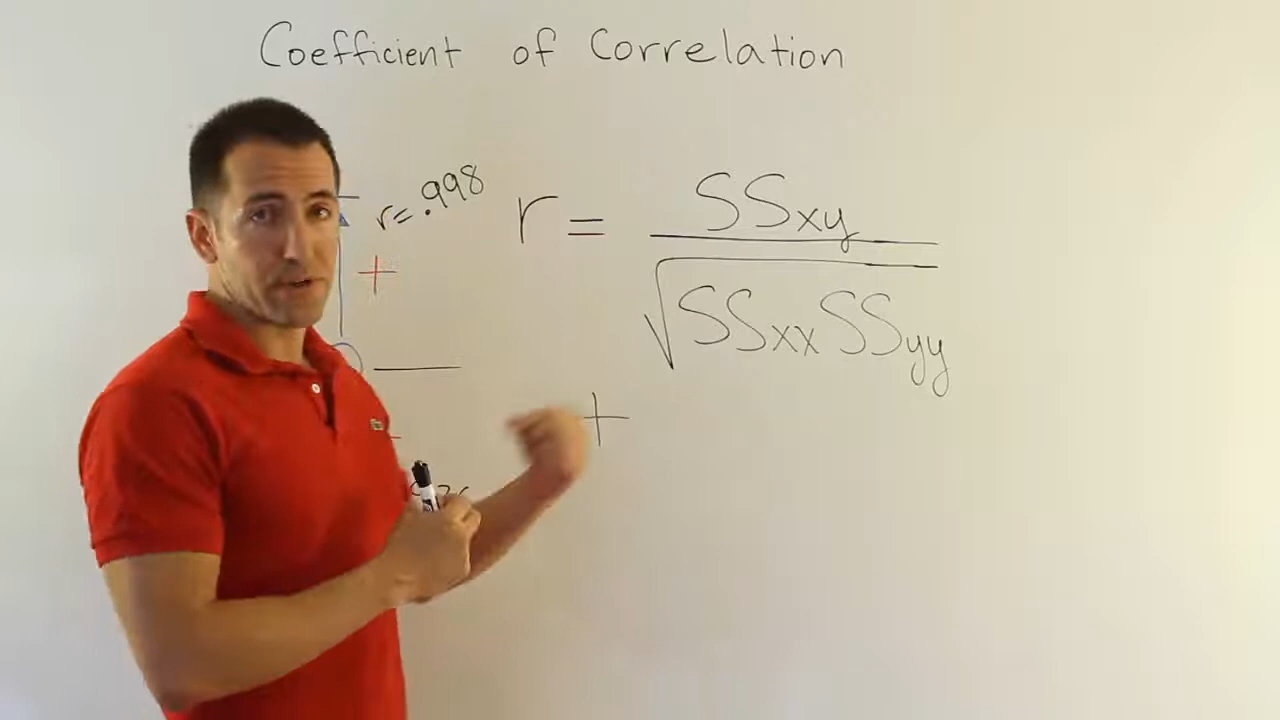 Coefficient of Correlation
r = .998
+
r = SSxy / √SSxx SSyy
+